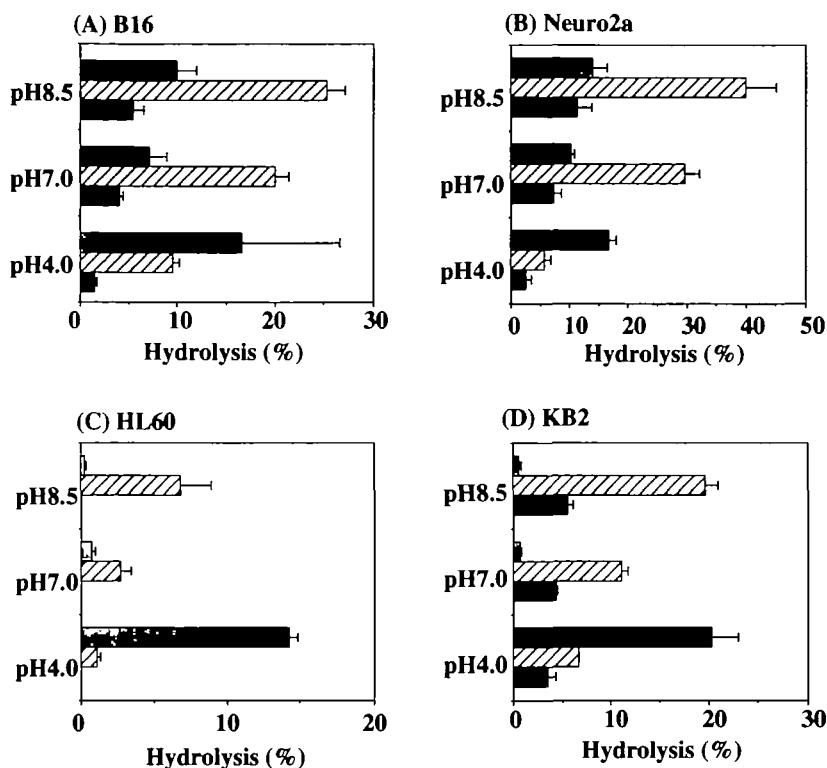 (A) B16
pH8.5
pH7.0
pH4.0
0 10 20 30
Hydrolysis (%)
(B) Neuro2a
pH8.5
pH7.0
pH4.0
0 10 20 30 40 50
Hydrolysis (%)
(C) HL60
pH8.5
pH7.0
pH4.0
0 10 20
Hydrolysis (%)
(D) KB2
pH8.5
pH7.0
pH4.0
0 10 20 30
Hydrolysis (%)